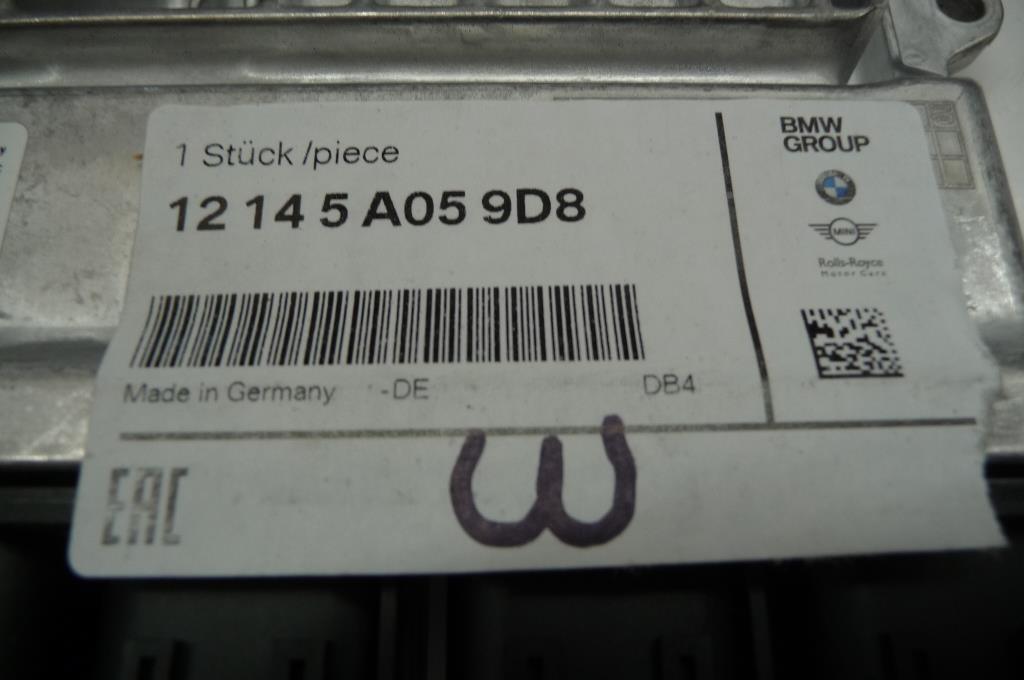 1 Stück /piece
12 14 5 A05 9D8
Made in Germany -DE DB4
BMW
GROUP
MINI
Rolls-Royce
Motor Cars
EAC
3